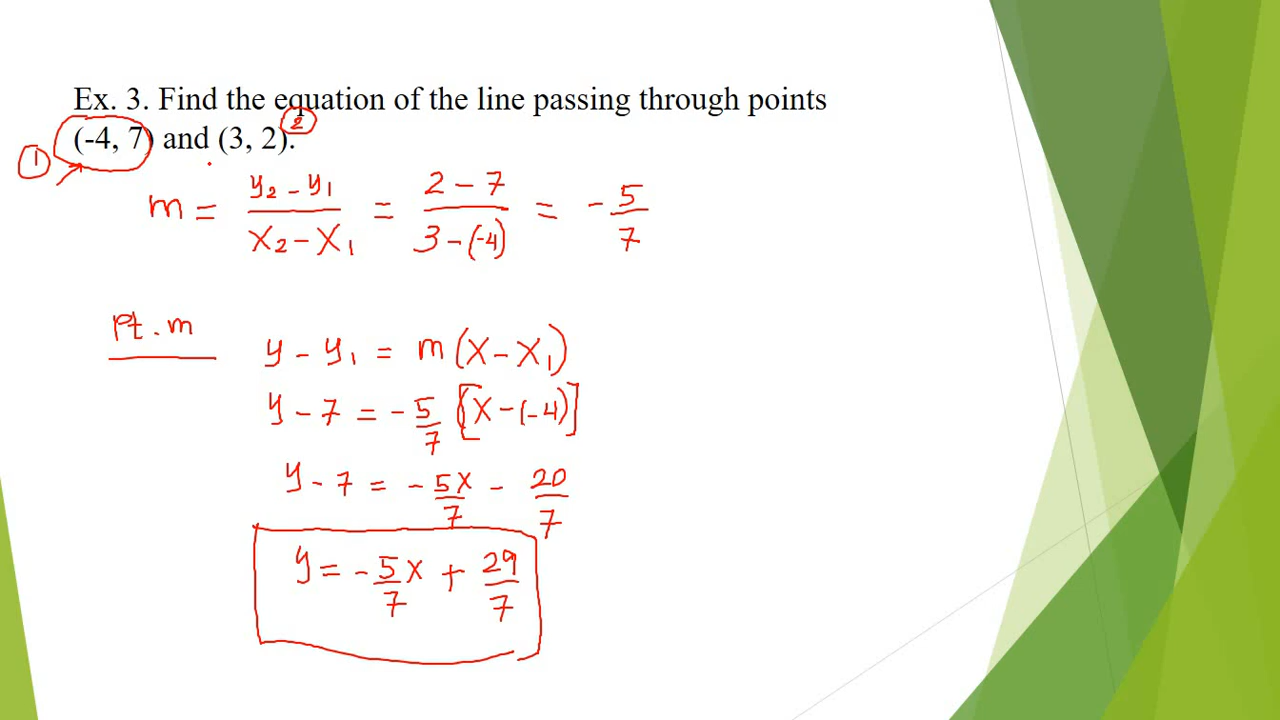 Ex. 3. Find the equation of the line passing through points
(-4, 7) and (3, 2).
① ②
m = y₂ - y₁ / x₂ - x₁ = 2 - 7 / 3 - (-4) = - 5/7
Pt. m
y - y₁ = m (x - x₁)
y - 7 = - 5/7 [x - (-4)]
y - 7 = - 5x/7 - 20/7
y = - 5/7 x + 29/7